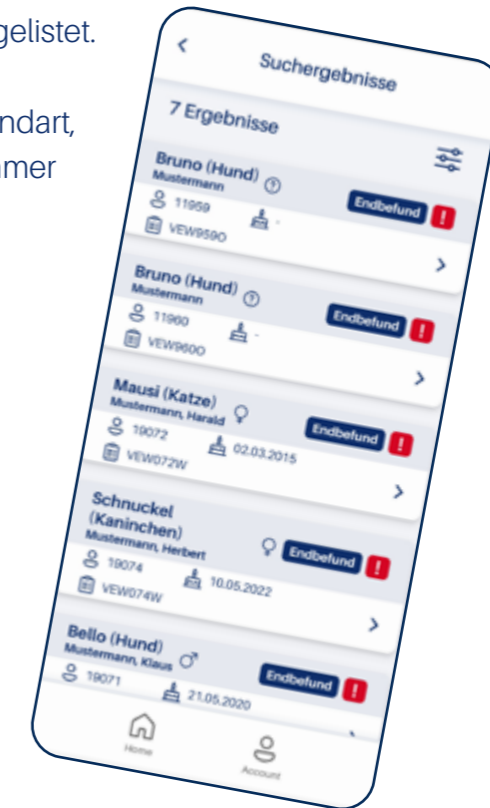 gelistet.
ndart,
mer
Suchergebnisse
7 Ergebnisse
Bruno (Hund)
Mustermann
Endbefund
11959
-
VEW959O
Bruno (Hund)
Mustermann
Endbefund
11960
-
VEW960O
Mausi (Katze)
Mustermann, Harald
Endbefund
19072
02.03.2015
VEW072W
Schnuckel
(Kaninchen)
Mustermann, Herbert
Endbefund
19074
10.05.2022
VEW074W
Bello (Hund)
Mustermann, Klaus
Endbefund
19071
21.05.2020
Home
Account